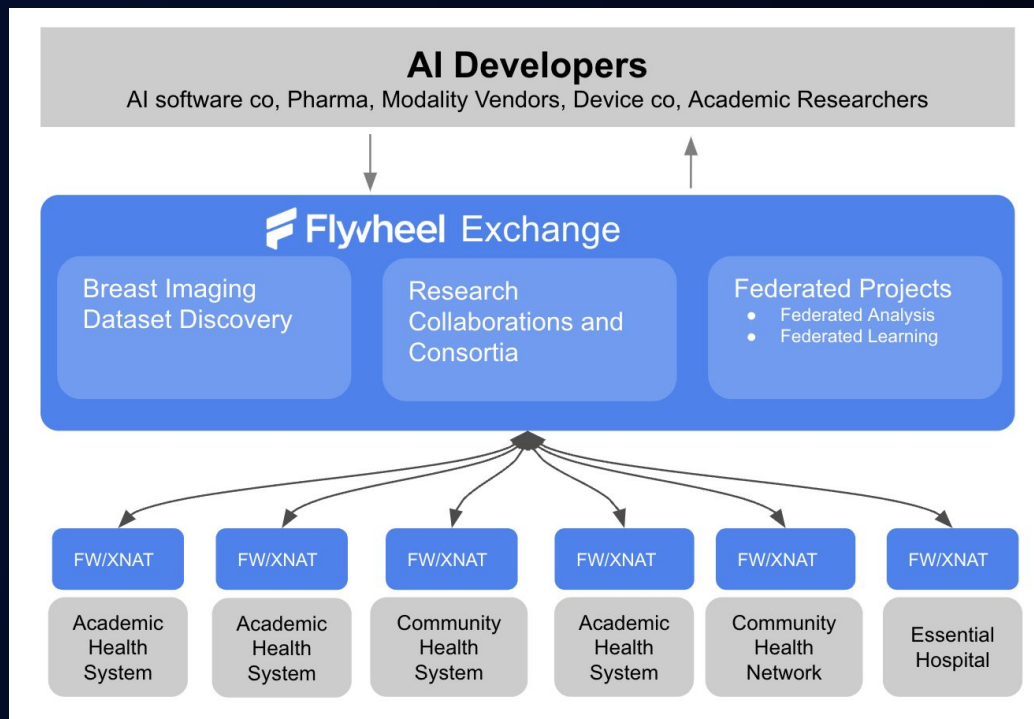 AI Developers
AI software co, Pharma, Modality Vendors, Device co, Academic Researchers
Flywheel Exchange
Breast Imaging
Dataset Discovery
Research
Collaborations and
Consortia
Federated Projects
● Federated Analysis
● Federated Learning
FW/XNAT
FW/XNAT
FW/XNAT
FW/XNAT
FW/XNAT
FW/XNAT
Academic
Health
System
Academic
Health
System
Community
Health
System
Academic
Health
System
Community
Health
Network
Essential
Hospital